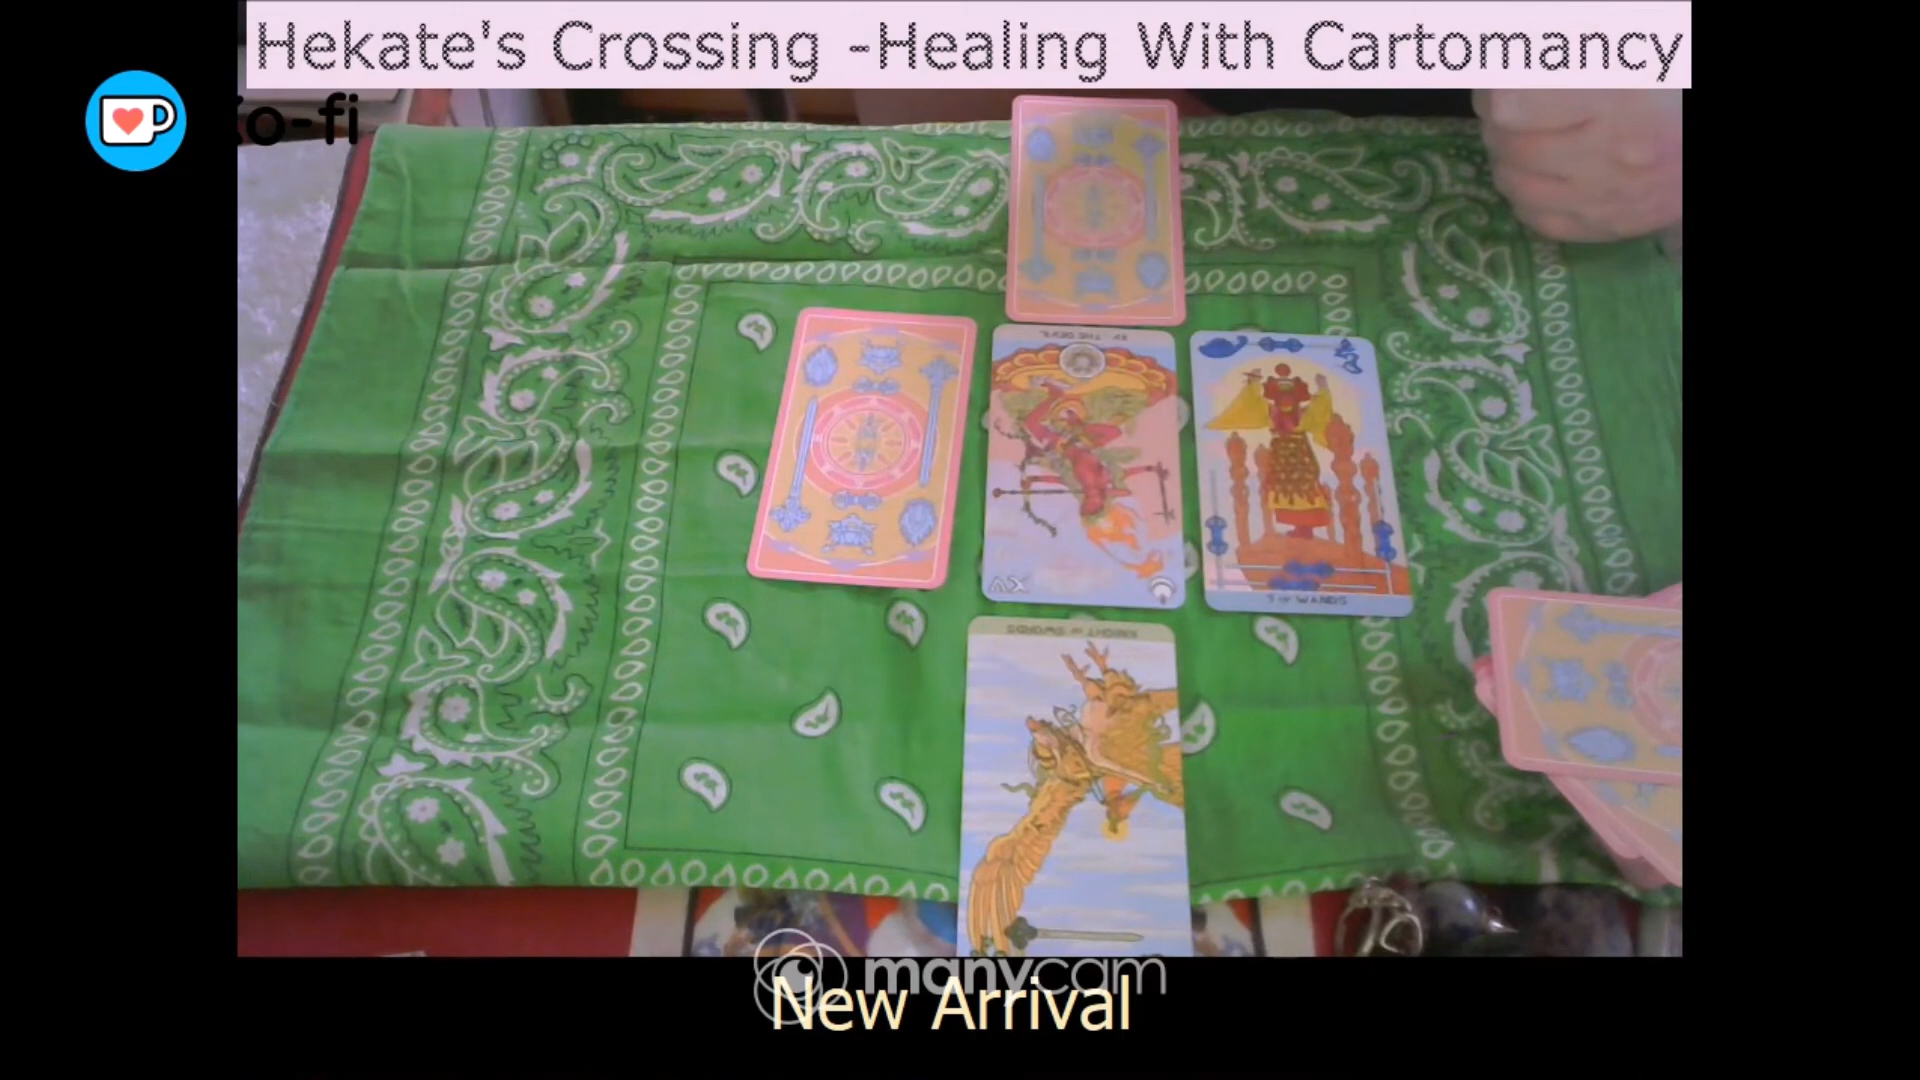 Hekate's Crossing -Healing With Cartomancy
Ko-fi
XV THE DEVIL
XV
OF WANDS
KNIGHT OF SWORDS
manycam
New Arrival